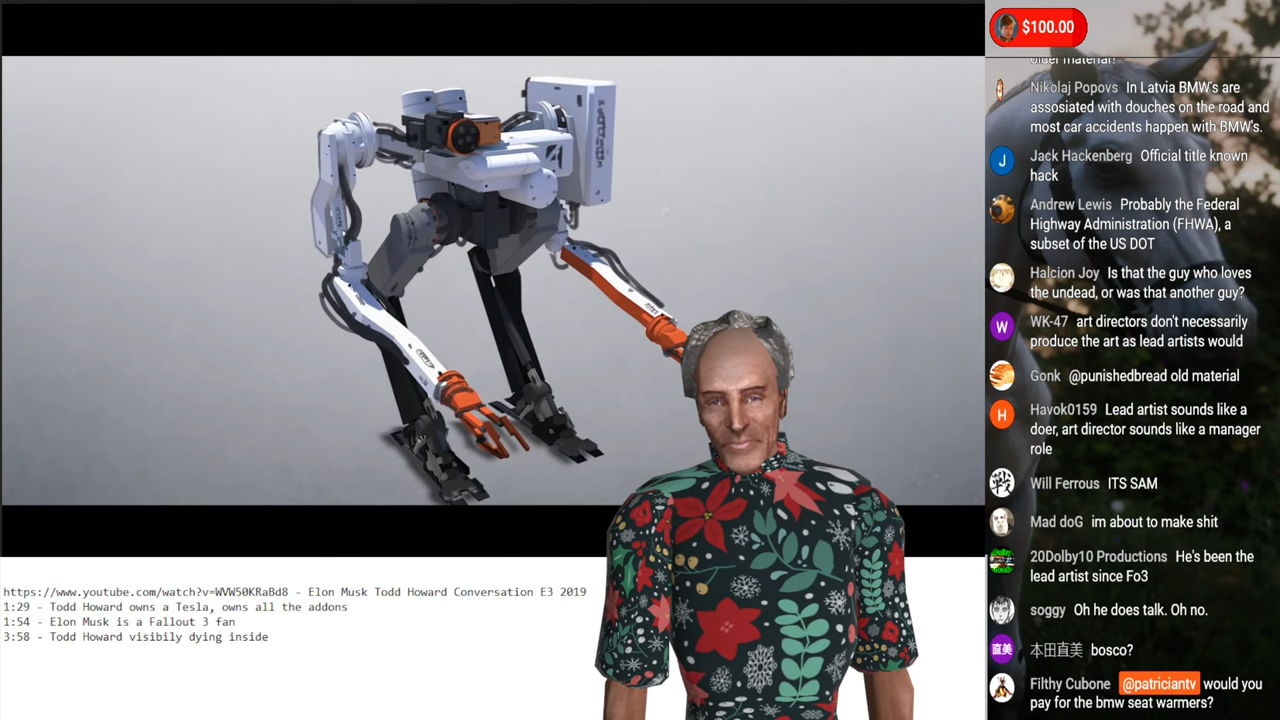 $100.00
older material?
Nikolaj Popovs In Latvia BMW's are
assosiated with douches on the road and
most car accidents happen with BMW's.
Jack Hackenberg Official title known
hack
Andrew Lewis Probably the Federal
Highway Administration (FHWA), a
subset of the US DOT
Halcion Joy Is that the guy who loves
the undead, or was that another guy?
W
WK-47 art directors don't necessarily
produce the art as lead artists would
Gonk @punishedbread old material
H
Havok0159 Lead artist sounds like a
doer, art director sounds like a manager
role
Will Ferrous ITS SAM
Mad doG im about to make shit
20Dolby10 Productions He's been the
lead artist since Fo3
soggy Oh he does talk. Oh no.
直美
本田直美 bosco?
Filthy Cubone @patriciantv would you
pay for the bmw seat warmers?
https://www.youtube.com/watch?v=WVW50KRaBd8 - Elon Musk Todd Howard Conversation E3 2019
1:29 - Todd Howard owns a Tesla, owns all the addons
1:54 - Elon Musk is a Fallout 3 fan
3:58 - Todd Howard visibily dying inside